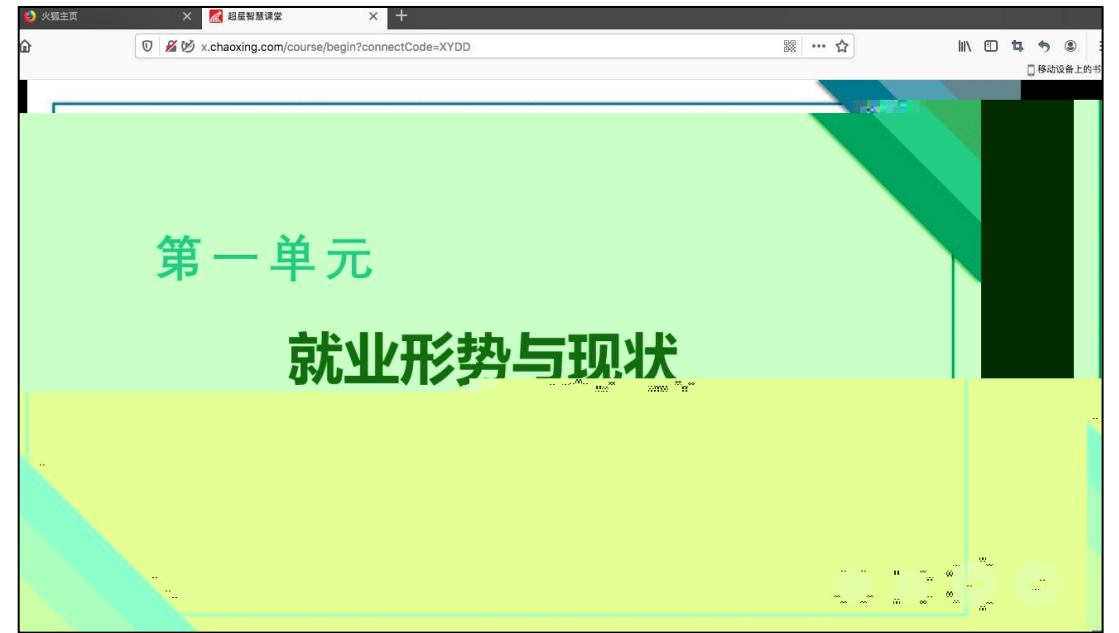 火狐主页
超星智慧课堂
x.chaoxing.com/course/begin?connectCode=XYDD
移动设备上的书
第一单元
就业形势与现状